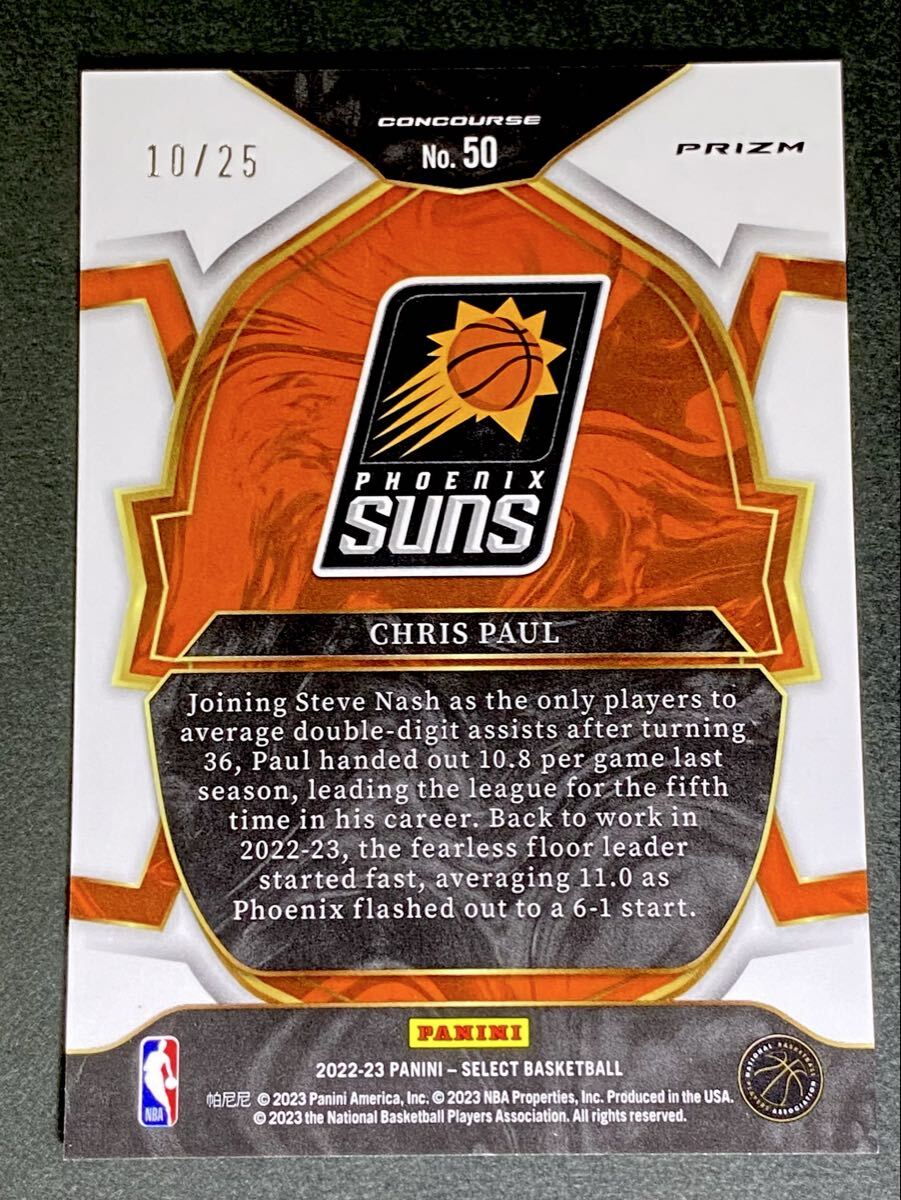 CONCOURSE
No. 50
10/25
PRIZM
PHOENIX
SUNS
CHRIS PAUL
Joining Steve Nash as the only players to
average double-digit assists after turning
36, Paul handed out 10.8 per game last
season, leading the league for the fifth
time in his career. Back to work in
2022-23, the fearless floor leader
started fast, averaging 11.0 as
Phoenix flashed out to a 6-1 start.
PANINI
2022-23 PANINI – SELECT BASKETBALL
帕尼尼 © 2023 Panini America, Inc. © 2023 NBA Properties, Inc. Produced in the USA.
© 2023 the National Basketball Players Association. All rights reserved.
NBA
NATIONAL BASKETBALL
PLAYERS ASSOCIATION